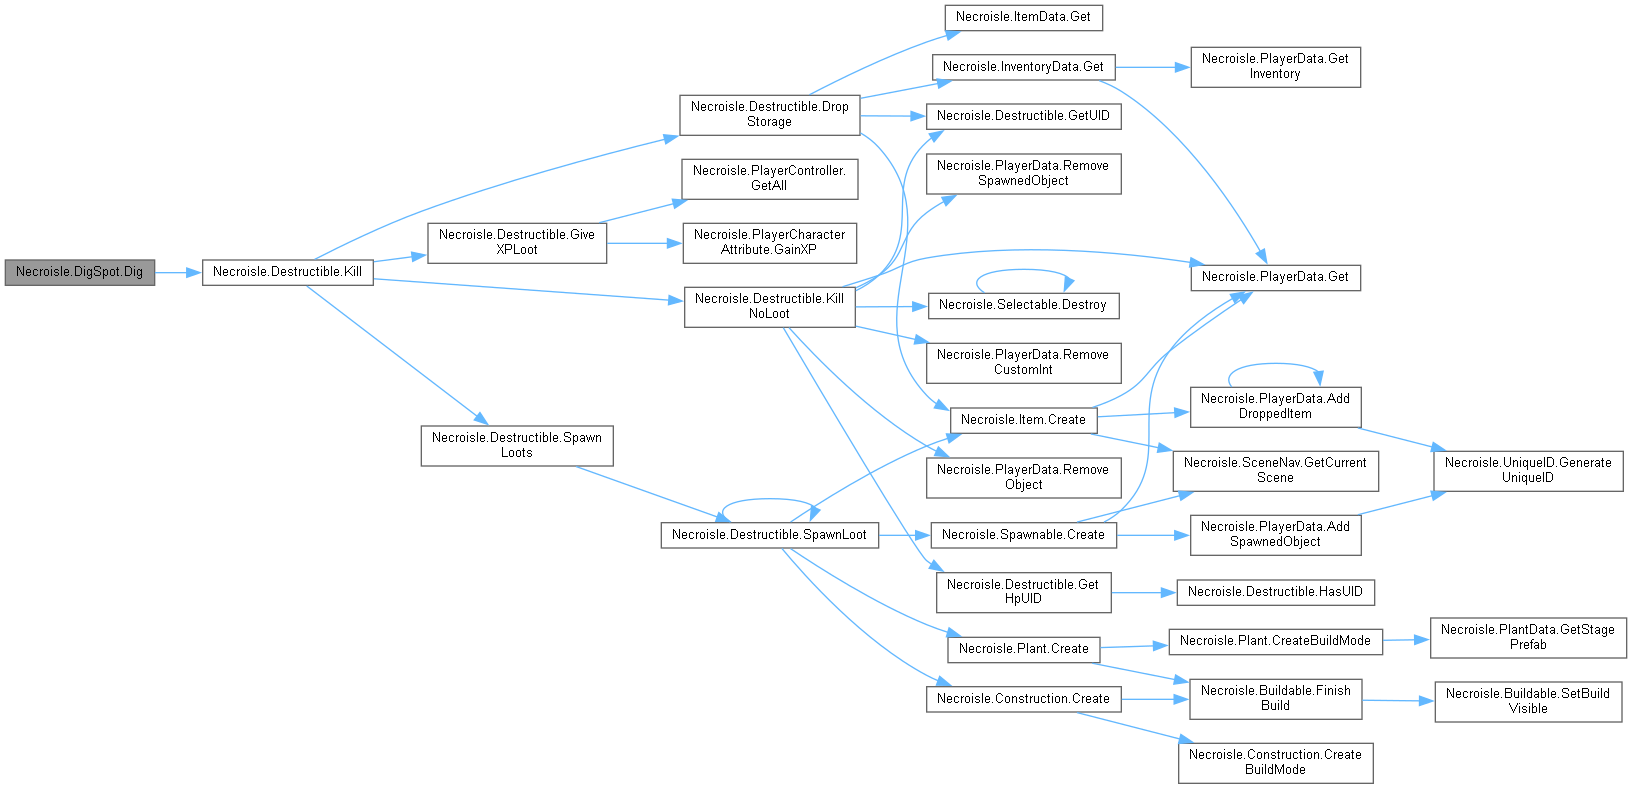 Necroisle.DigSpot.Dig
Necroisle.Destructible.Kill
Necroisle.Destructible.Drop
Storage
Necroisle.Destructible.Give
XPLoot
Necroisle.Destructible.Kill
NoLoot
Necroisle.Destructible.Spawn
Loots
Necroisle.PlayerController.
GetAll
Necroisle.PlayerCharacter
Attribute.GainXP
Necroisle.Destructible.SpawnLoot
Necroisle.ItemData.Get
Necroisle.InventoryData.Get
Necroisle.Destructible.GetUID
Necroisle.PlayerData.Remove
SpawnedObject
Necroisle.Selectable.Destroy
Necroisle.PlayerData.Remove
CustomInt
Necroisle.Item.Create
Necroisle.PlayerData.Remove
Object
Necroisle.Spawnable.Create
Necroisle.Destructible.Get
HpUID
Necroisle.Plant.Create
Necroisle.Construction.Create
Necroisle.PlayerData.Get
Inventory
Necroisle.PlayerData.Get
Necroisle.PlayerData.Add
DroppedItem
Necroisle.SceneNav.GetCurrent
Scene
Necroisle.PlayerData.Add
SpawnedObject
Necroisle.Destructible.HasUID
Necroisle.Plant.CreateBuildMode
Necroisle.Buildable.Finish
Build
Necroisle.Construction.Create
BuildMode
Necroisle.UniqueID.Generate
UniqueID
Necroisle.PlantData.GetStage
Prefab
Necroisle.Buildable.SetBuild
Visible